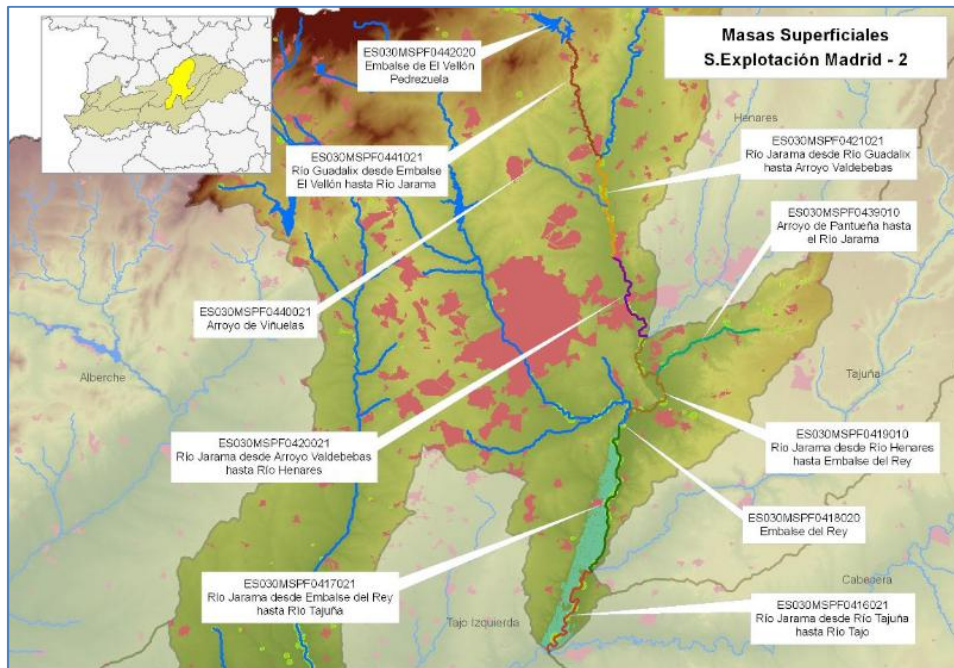 Masas Superficiales
S.Explotación Madrid - 2
ES030MSPF0442020
Embalse de El Vellón
Pedrezuela
Henares
ES030MSPF0421021
Río Jarama desde Río Guadalix
hasta Arroyo Valdebebas
ES030MSPF0441021
Río Guadalix desde Embalse
El Vellón hasta Río Jarama
ES030MSPF0439010
Arroyo de Pantueña hasta
el Río Jarama
ES030MSPF0440021
Arroyo de Viñuelas
Alberche
Tajuña
ES030MSPF0420021
Río Jarama desde Arroyo Valdebebas
hasta Río Henares
ES030MSPF0419010
Río Jarama desde Río Henares
hasta Embalse del Rey
ES030MSPF0418020
Embalse del Rey
ES030MSPF0417021
Río Jarama desde Embalse del Rey
hasta Río Tajuña
Cabecera
ES030MSPF0416021
Río Jarama desde Río Tajuña
hasta Río Tajo
Tajo Izquierda